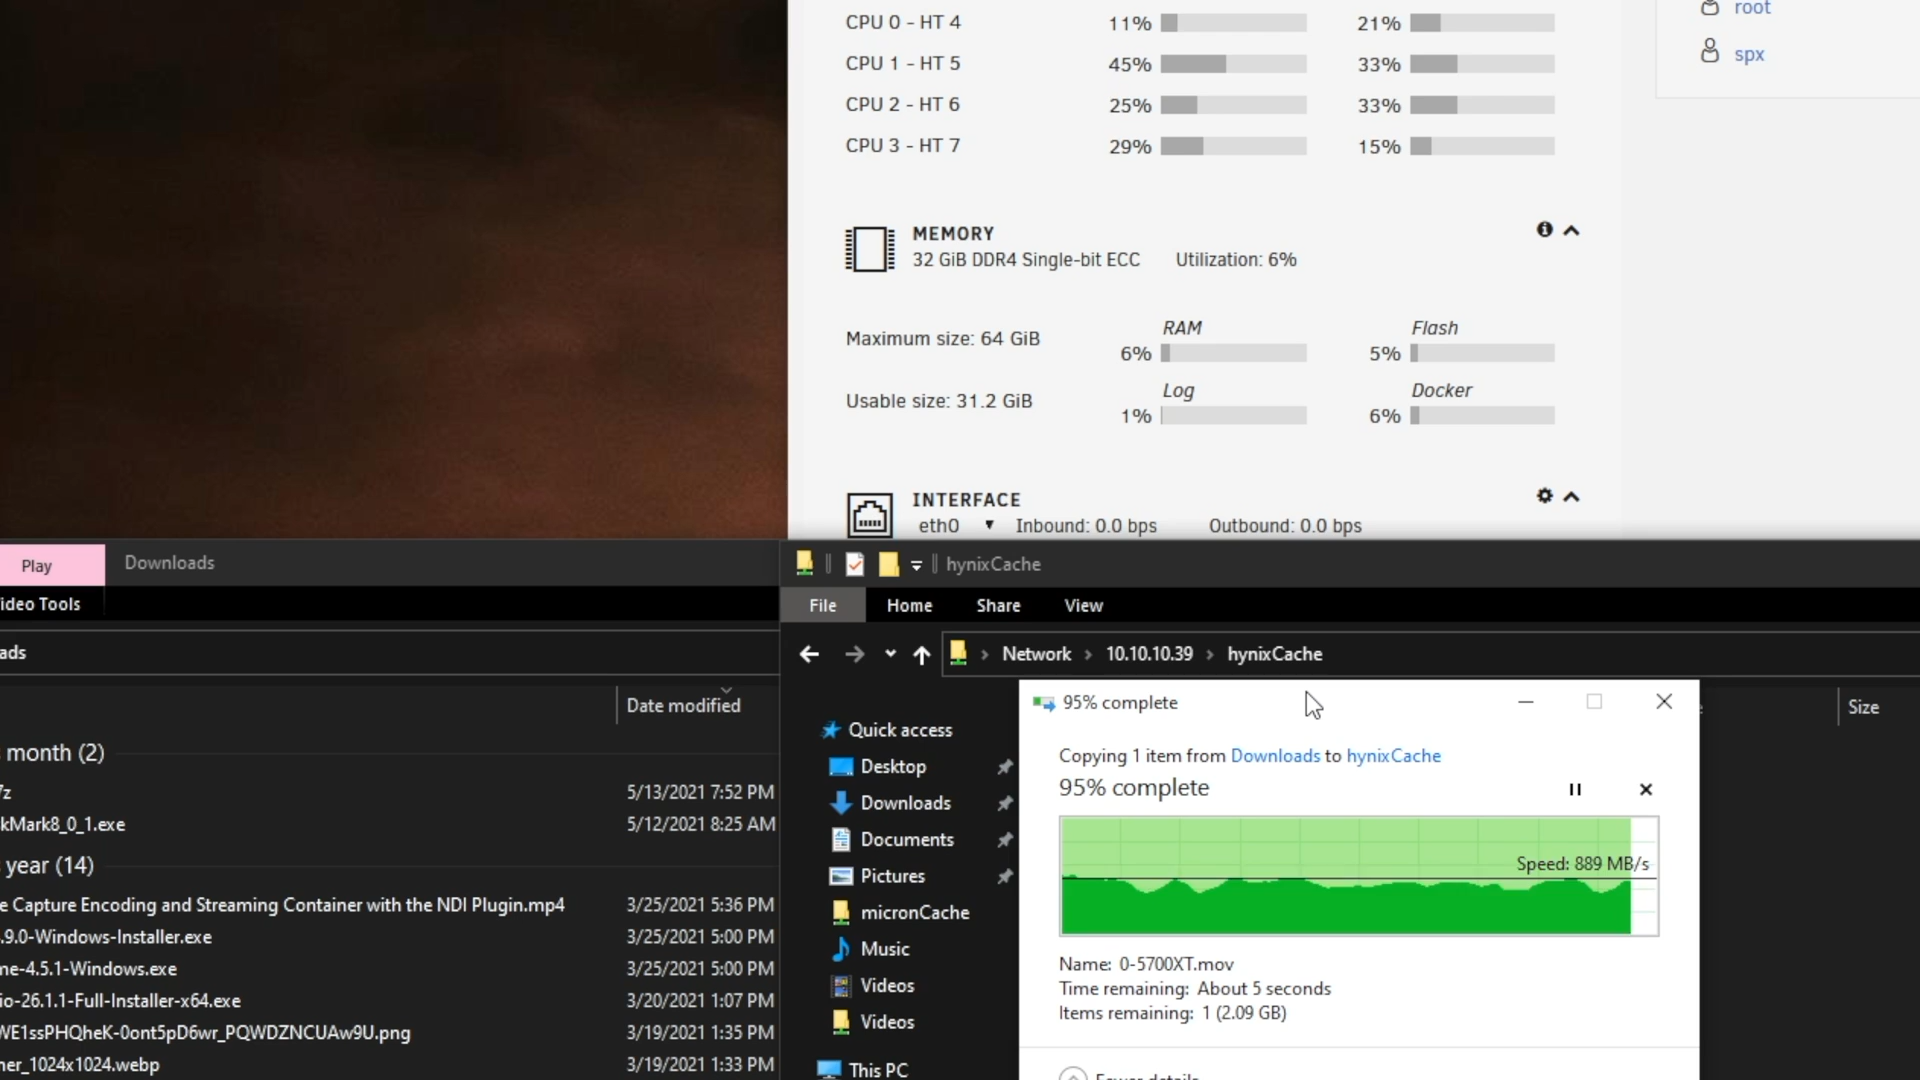 CPU 0 - HT 4 11% 21%
CPU 1 - HT 5 45% 33%
CPU 2 - HT 6 25% 33%
CPU 3 - HT 7 29% 15%
root
spx
MEMORY
32 GiB DDR4 Single-bit ECC Utilization: 6%
RAM Flash
Maximum size: 64 GiB 6% 5%
Log Docker
Usable size: 31.2 GiB 1% 6%
INTERFACE
eth0 Inbound: 0.0 bps Outbound: 0.0 bps
Play Downloads
ideo Tools
ads
Date modified
month (2)
7z 5/13/2021 7:52 PM
kMark8_0_1.exe 5/12/2021 8:25 AM
year (14)
e Capture Encoding and Streaming Container with the NDI Plugin.mp4 3/25/2021 5:36 PM
.9.0-Windows-Installer.exe 3/25/2021 5:00 PM
me-4.5.1-Windows.exe 3/25/2021 5:00 PM
io-26.1.1-Full-Installer-x64.exe 3/20/2021 1:07 PM
WE1ssPHQheK-0ont5pD6wr_PQWDZNCUAw9U.png 3/19/2021 1:35 PM
ner_1024x1024.webp 3/19/2021 1:33 PM
hynixCache
File Home Share View
Network 10.10.10.39 hynixCache
Size
Quick access
Desktop
Downloads
Documents
Pictures
micronCache
Music
Videos
Videos
This PC
95% complete
Copying 1 item from Downloads to hynixCache
95% complete
Speed: 889 MB/s
Name: 0-5700XT.mov
Time remaining: About 5 seconds
Items remaining: 1 (2.09 GB)
Fewer details